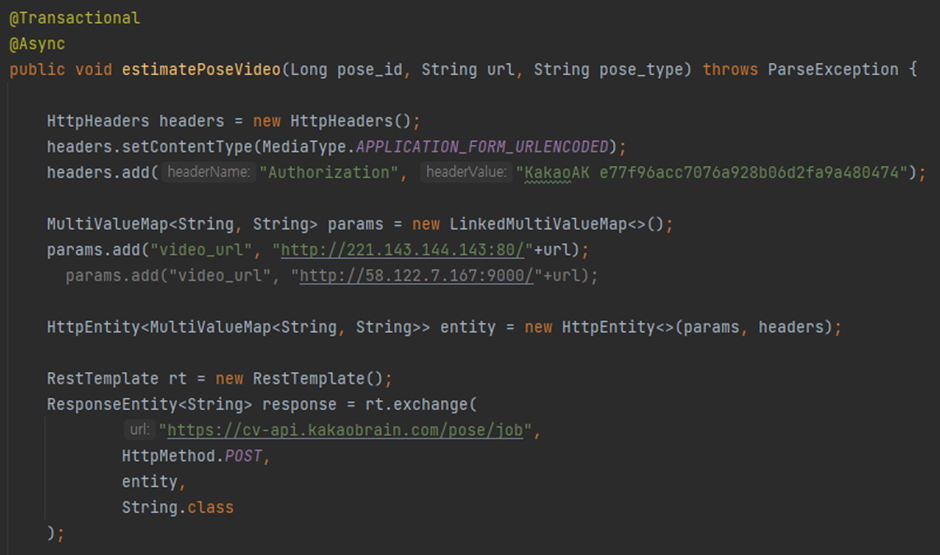 @Transactional
@Async
public void estimatePoseVideo(Long pose_id, String url, String pose_type) throws ParseException {
HttpHeaders headers = new HttpHeaders();
headers.setContentType(MediaType.APPLICATION_FORM_URLENCODED);
headers.add( headerName: "Authorization", headerValue: "KakaoAK e77f96acc7076a928b06d2fa9a480474");
MultiValueMap<String, String> params = new LinkedMultiValueMap<>();
params.add("video_url", "http://221.143.144.143:80/"+url);
params.add("video_url", "http://58.122.7.167:9000/"+url);
HttpEntity<MultiValueMap<String, String>> entity = new HttpEntity<>(params, headers);
RestTemplate rt = new RestTemplate();
ResponseEntity<String> response = rt.exchange(
url: "https://cv-api.kakaobrain.com/pose/job",
HttpMethod.POST,
entity,
String.class
);